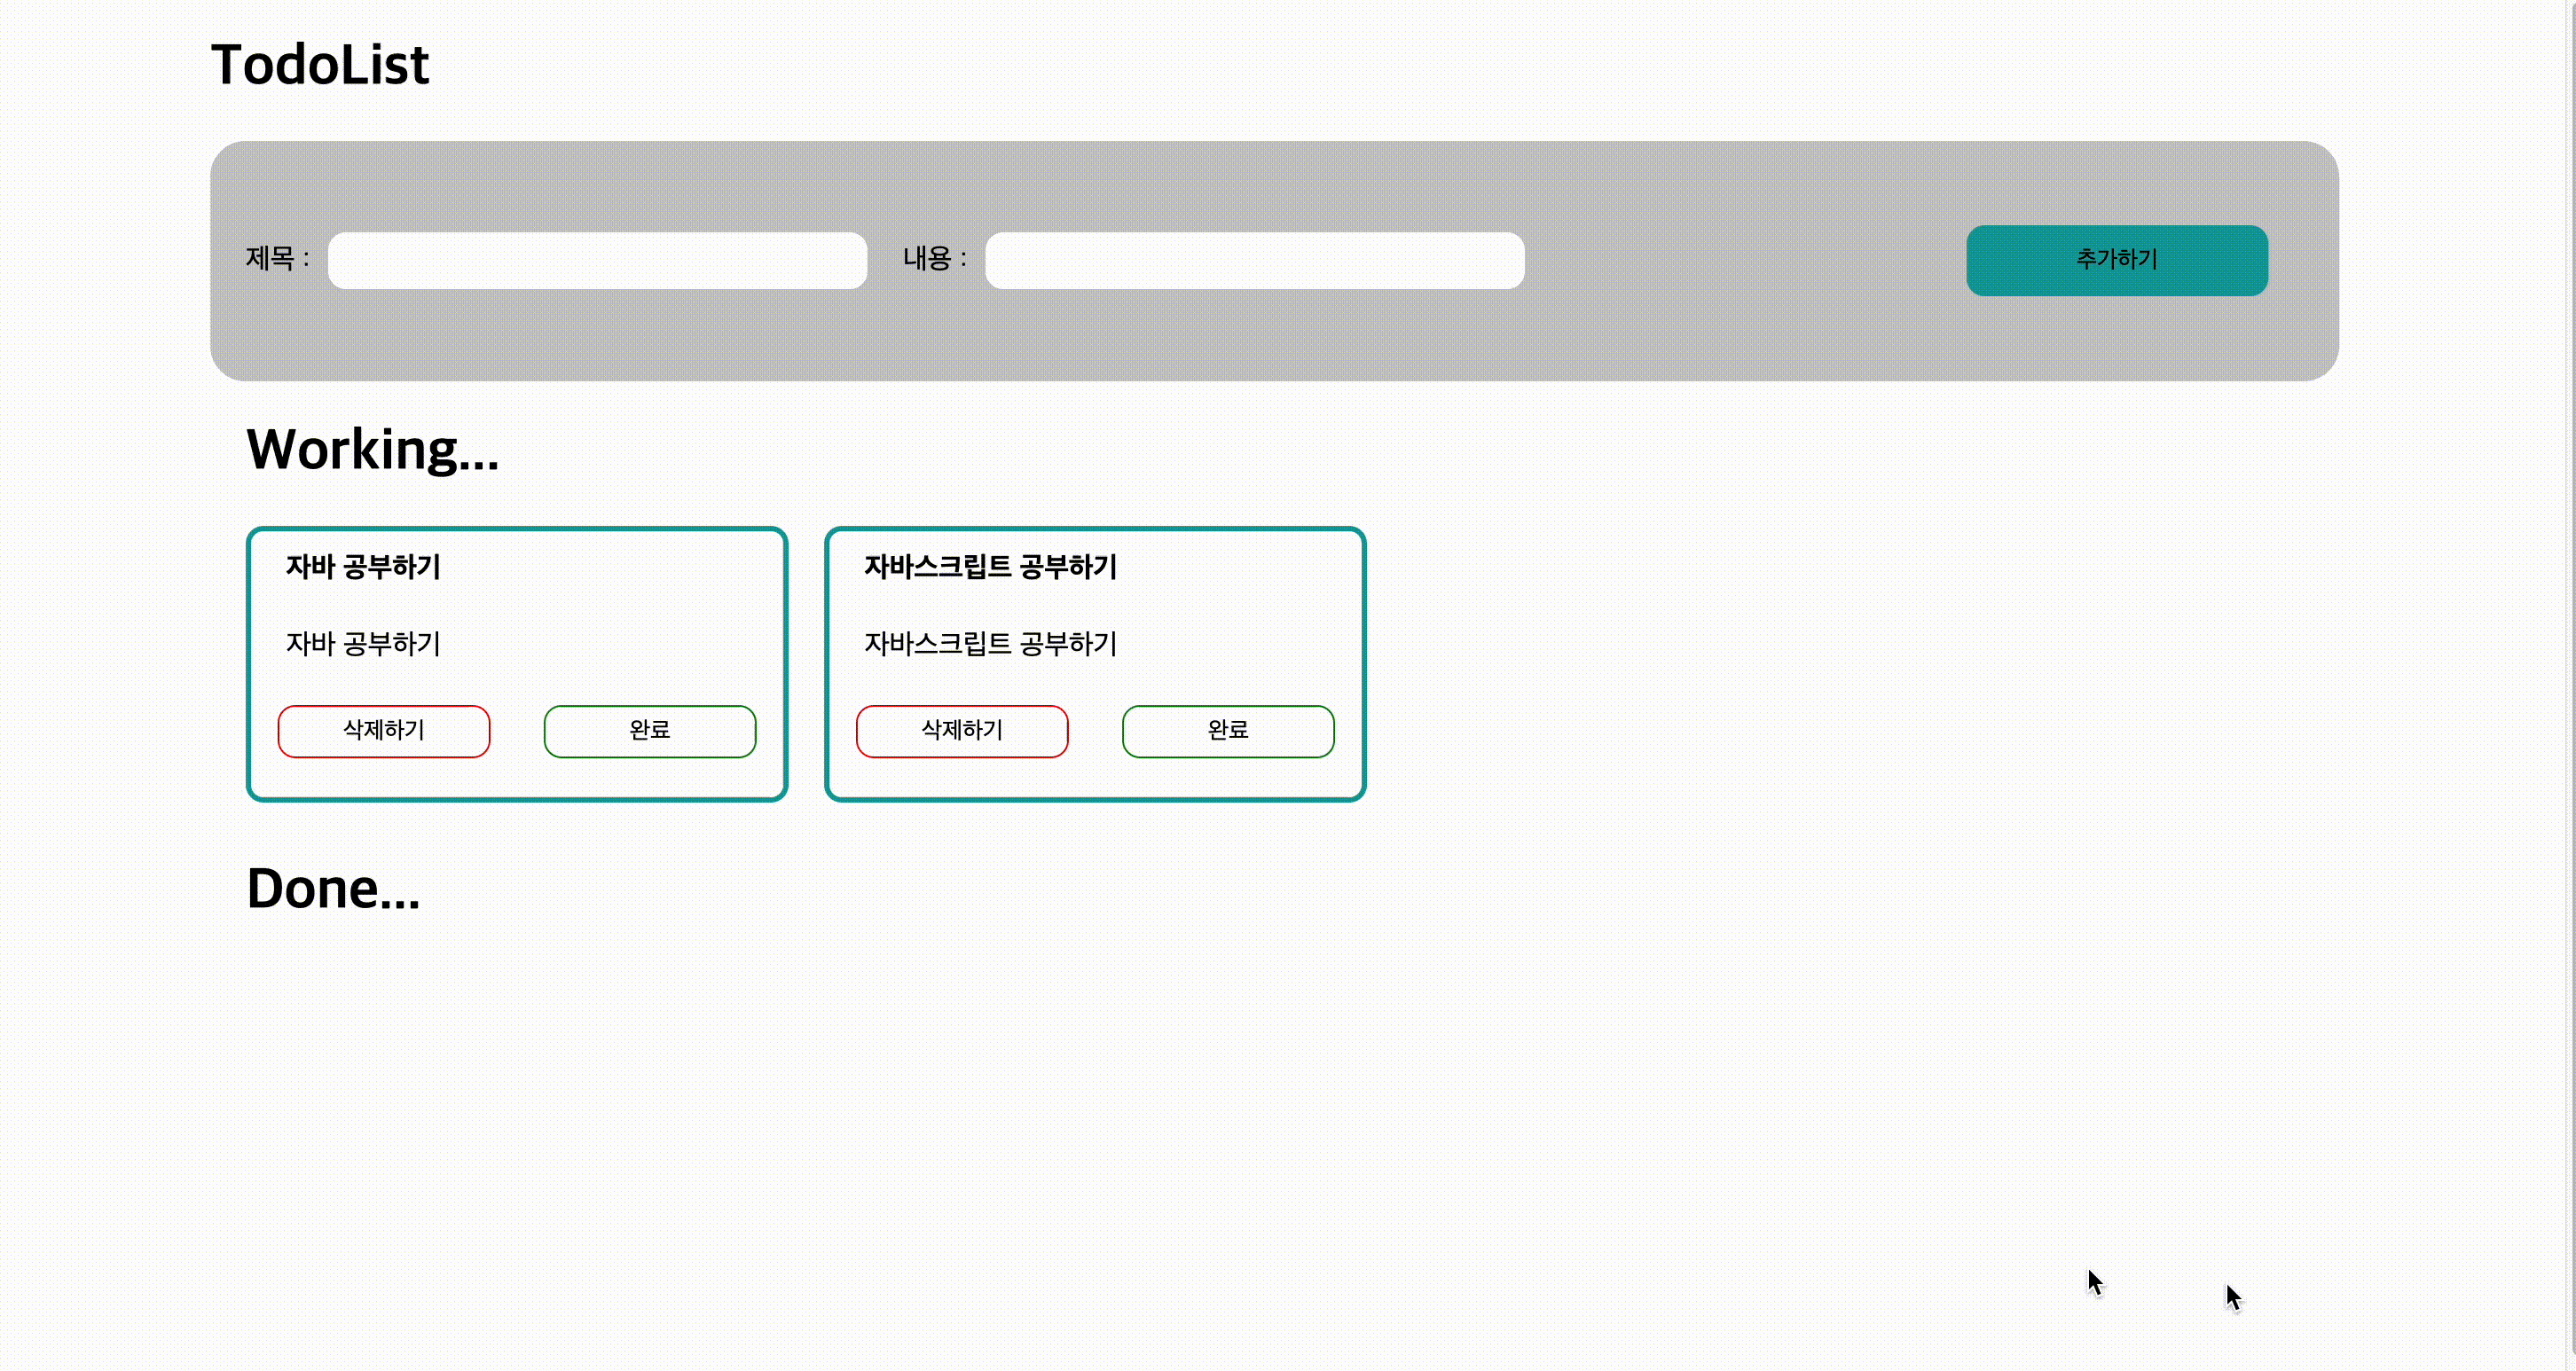 TodoList
제목 :
내용 :
추가하기
Working...
자바 공부하기
자바 공부하기
삭제하기
완료
자바스크립트 공부하기
자바스크립트 공부하기
삭제하기
완료
Done...